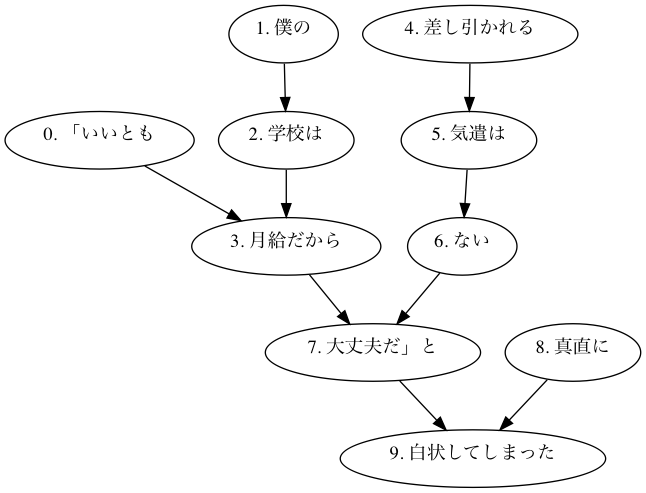 1. 僕の
4. 差し引かれる
0. 「いいとも
2. 学校は
5. 気遣は
3. 月給だから
6. ない
7. 大丈夫だ」と
8. 真直に
9. 白状してしまった